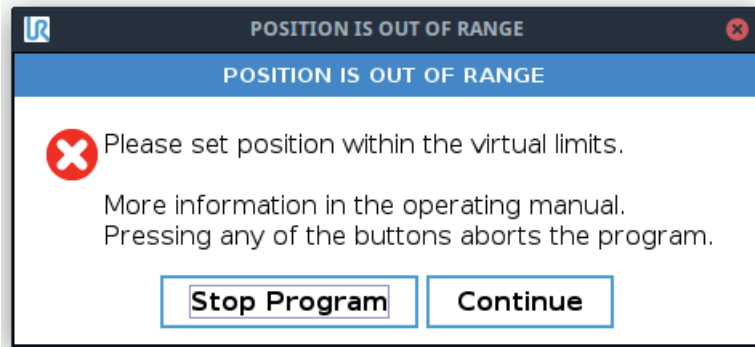 UR
POSITION IS OUT OF RANGE
POSITION IS OUT OF RANGE
Please set position within the virtual limits.
More information in the operating manual.
Pressing any of the buttons aborts the program.
Stop Program
Continue